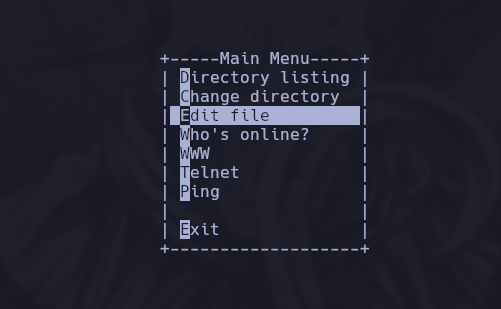 +-----Main Menu-----+
| Directory listing |
| Change directory  |
| Edit file         |
| Who's online?     |
| WWW               |
| Telnet            |
| Ping              |
|                   |
| Exit              |
+-------------------+